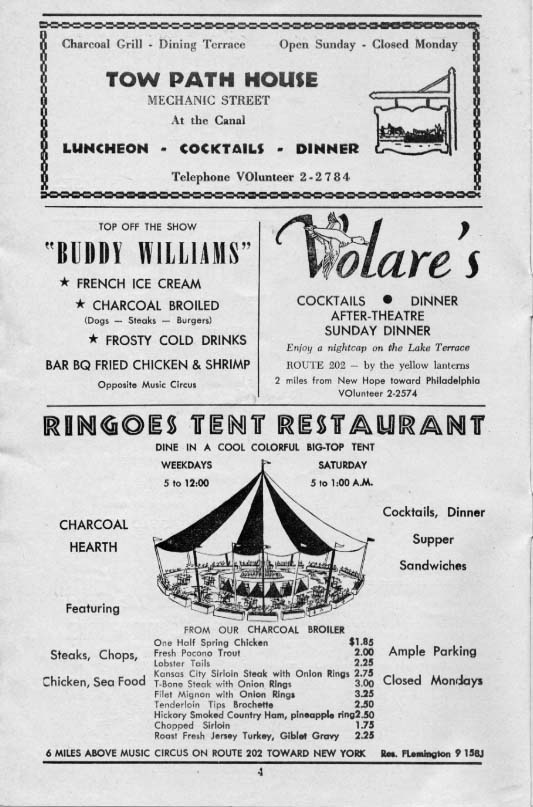 Charcoal Grill - Dining Terrace Open Sunday - Closed Monday
TOW PATH HOUSE
MECHANIC STREET
At the Canal
LUNCHEON - COCKTAILS - DINNER
Telephone VOlunteer 2-2784
TOP OFF THE SHOW
"BUDDY WILLIAMS"
★ FRENCH ICE CREAM
★ CHARCOAL BROILED
(Dogs — Steaks — Burgers)
★ FROSTY COLD DRINKS
BAR BQ FRIED CHICKEN & SHRIMP
Opposite Music Circus
Volare's
COCKTAILS ● DINNER
AFTER-THEATRE
SUNDAY DINNER
Enjoy a nightcap on the Lake Terrace
ROUTE 202 — by the yellow lanterns
2 miles from New Hope toward Philadelphia
VOlunteer 2-2574
RINGOES TENT RESTAURANT
DINE IN A COOL COLORFUL BIG-TOP TENT
WEEKDAYS
5 to 12:00
SATURDAY
5 to 1:00 A.M.
CHARCOAL
HEARTH
Cocktails, Dinner
Supper
Sandwiches
Featuring
Steaks, Chops,
Chicken, Sea Food
FROM OUR CHARCOAL BROILER
One Half Spring Chicken $1.85
Fresh Pocono Trout 2.00
Lobster Tails 2.25
Kansas City Sirloin Steak with Onion Rings 2.75
T-Bone Steak with Onion Rings 3.00
Filet Mignon with Onion Rings 3.25
Tenderloin Tips Brochette 2.50
Hickory Smoked Country Ham, pineapple ring 2.50
Chopped Sirloin 1.75
Roast Fresh Jersey Turkey, Giblet Gravy 2.25
Ample Parking
Closed Mondays
6 MILES ABOVE MUSIC CIRCUS ON ROUTE 202 TOWARD NEW YORK Res. FLemington 9 158J
4